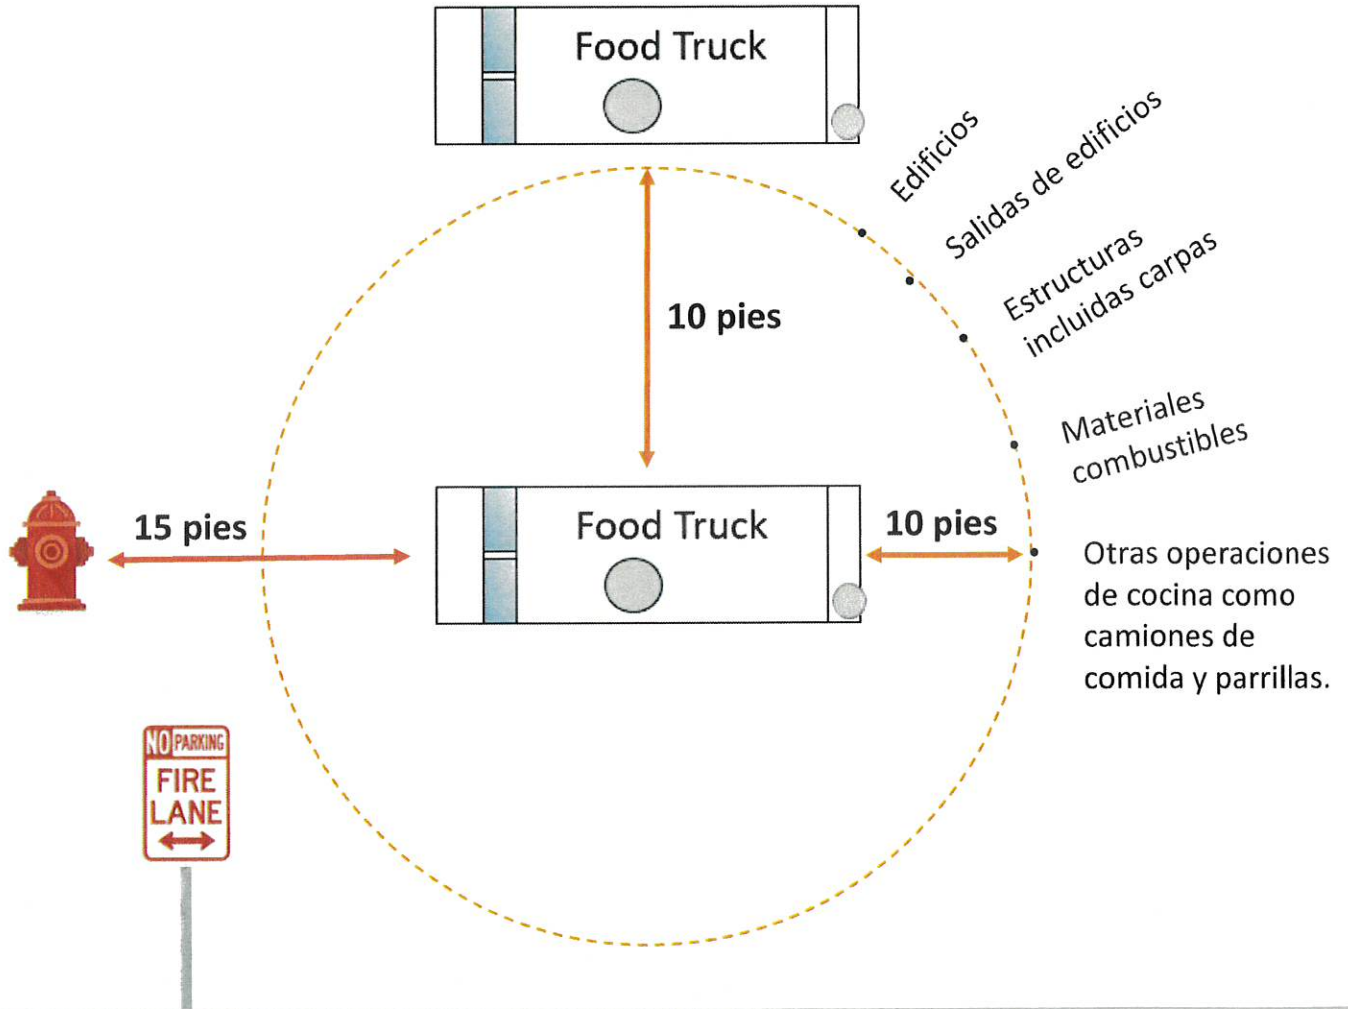 Food Truck
Edificios
Salidas de edificios
Estructuras
incluidas carpas
10 pies
Materiales
combustibles
15 pies
Food Truck
10 pies
Otras operaciones
de cocina como
camiones de
comida y parrillas.
NO PARKING
FIRE
LANE